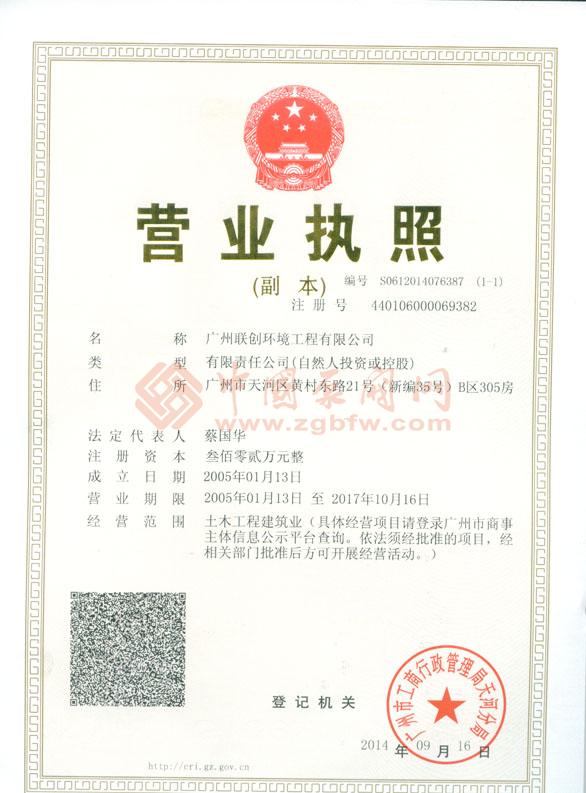 营业执照
(副 本) 编号 S0612014076387 (1-1)
注册号 440106000069382
名称 广州联创环境工程有限公司
类型 有限责任公司(自然人投资或控股)
住所 广州市天河区黄村东路21号（新编35号）B区305房
中国泵阀网
www.zgbfw.com
法定代表人 蔡国华
注册资本 叁佰零贰万元整
成立日期 2005年01月13日
营业期限 2005年01月13日 至 2017年10月16日
经营范围 土木工程建筑业（具体经营项目请登录广州市商事
主体信息公示平台查询。依法须经批准的项目，经
相关部门批准后方可开展经营活动。）
广州市工商行政管理局天河分局
登记机关
2014 年 09 月 16 日
http://cri.gz.gov.cn